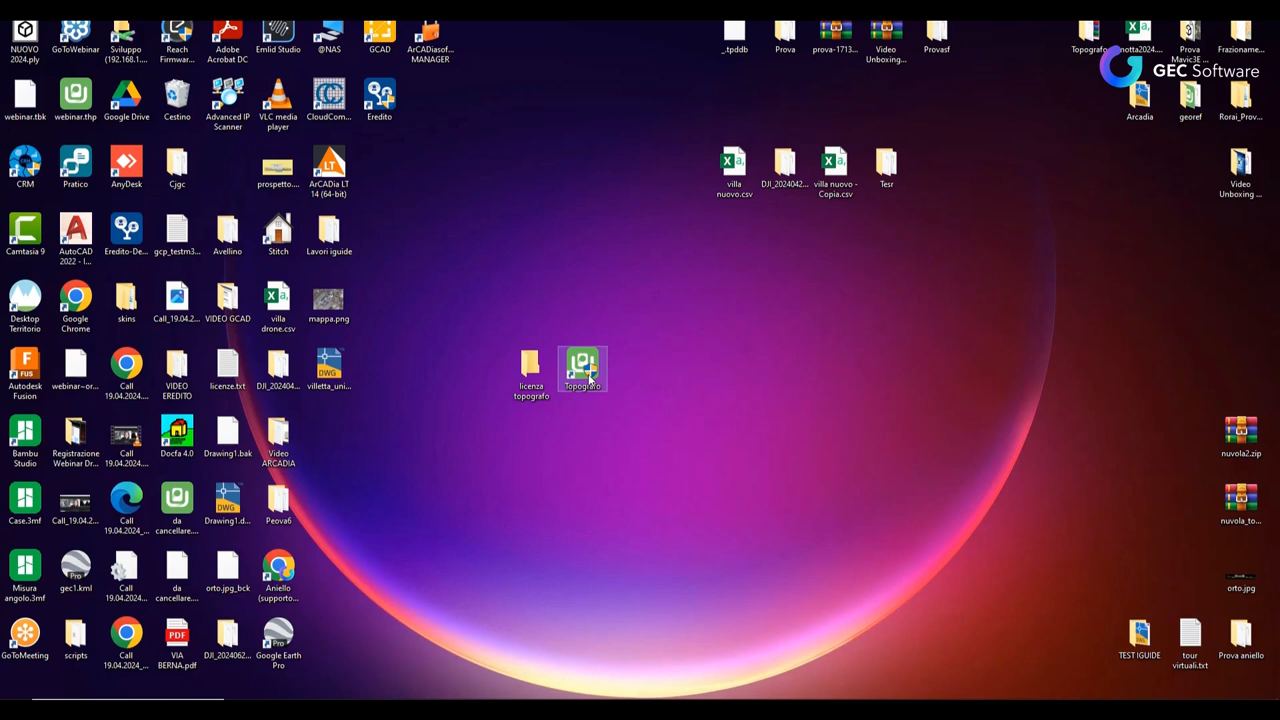 NUOVO
2024.ply
GoToWebinar
Sviluppo
(192.168.1....
Reach
Firmwar...
Adobe
Acrobat DC
Emlid Studio
@NAS
GCAD
ArCADiasof...
MANAGER
_.tpddb
Prova
prova-1713...
Video
Unboxing...
Provasf
Topografo
notta2024....
Prova
Mavic3E ...
Frazioname...
GEC Software
webinar.tbk
webinar.thp
Google Drive
Cestino
Advanced IP
Scanner
VLC media
player
CloudCom...
Eredito
Arcadia
georef
Rorai_Prov...
CRM
Pratico
AnyDesk
Cjgc
prospetto....
ArCADia LT
14 (64-bit)
villa
nuovo.csv
DJI_2024042...
villa nuovo -
Copia.csv
Tesr
Video
Unboxing ...
Camtasia 9
AutoCAD
2022 - I...
Eredito-De...
gcp_testm3...
Avellino
Stitch
Lavori iguide
Desktop
Territorio
Google
Chrome
skins
Call_19.04.2...
VIDEO GCAD
villa
drone.csv
mappa.png
Autodesk
Fusion
webinar~or...
Call
19.04.2024...
VIDEO
EREDITO
licenze.txt
DJI_202404...
villetta_uni...
licenza
topografo
Topografo
Bambu
Studio
Registrazione
Webinar Dr...
Call
19.04.2024....
Docfa 4.0
Drawing1.bak
Video
ARCADIA
nuvola2.zip
Case.3mf
Call_19.04.2...
Call
19.04.2024_...
da
cancellare....
Drawing1.d...
Peova6
nuvola_to...
Misura
angolo.3mf
gec1.kml
Call
19.04.2024...
da
cancellare....
orto.jpg_bck
Aniello
(supporto...
orto.jpg
GoToMeeting
scripts
Call
19.04.2024...
VIA
BERNA.pdf
DJI_202406...
Google Earth
Pro
TEST IGUIDE
tour
virtuali.txt
Prova aniello